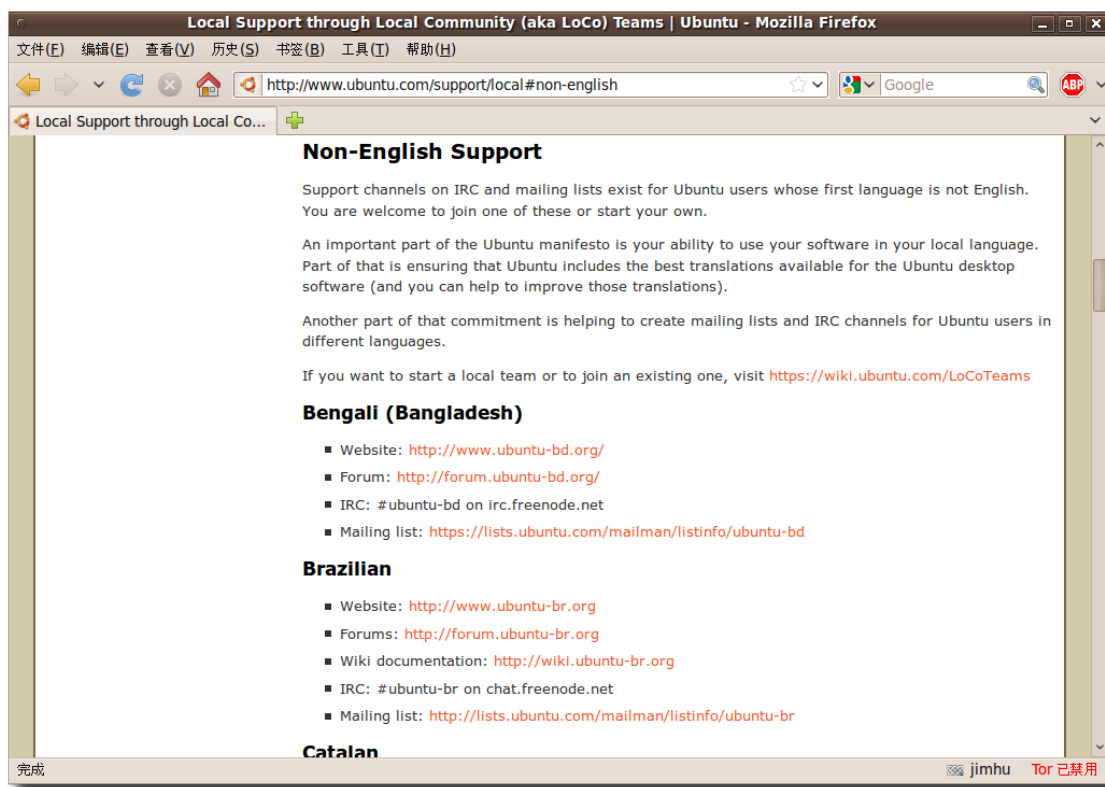 Local Support through Local Community (aka LoCo) Teams | Ubuntu - Mozilla Firefox
文件(F) 编辑(E) 查看(V) 历史(S) 书签(B) 工具(T) 帮助(H)
http://www.ubuntu.com/support/local#non-english Google ABP
Local Support through Local Co...
Non-English Support
Support channels on IRC and mailing lists exist for Ubuntu users whose first language is not English.
You are welcome to join one of these or start your own.
An important part of the Ubuntu manifesto is your ability to use your software in your local language.
Part of that is ensuring that Ubuntu includes the best translations available for the Ubuntu desktop
software (and you can help to improve those translations).
Another part of that commitment is helping to create mailing lists and IRC channels for Ubuntu users in
different languages.
If you want to start a local team or to join an existing one, visit https://wiki.ubuntu.com/LoCoTeams
Bengali (Bangladesh)
Website: http://www.ubuntu-bd.org/
Forum: http://forum.ubuntu-bd.org/
IRC: #ubuntu-bd on irc.freenode.net
Mailing list: https://lists.ubuntu.com/mailman/listinfo/ubuntu-bd
Brazilian
Website: http://www.ubuntu-br.org
Forums: http://forum.ubuntu-br.org
Wiki documentation: http://wiki.ubuntu-br.org
IRC: #ubuntu-br on chat.freenode.net
Mailing list: http://lists.ubuntu.com/mailman/listinfo/ubuntu-br
Catalan
完成 jimhu Tor 已禁用